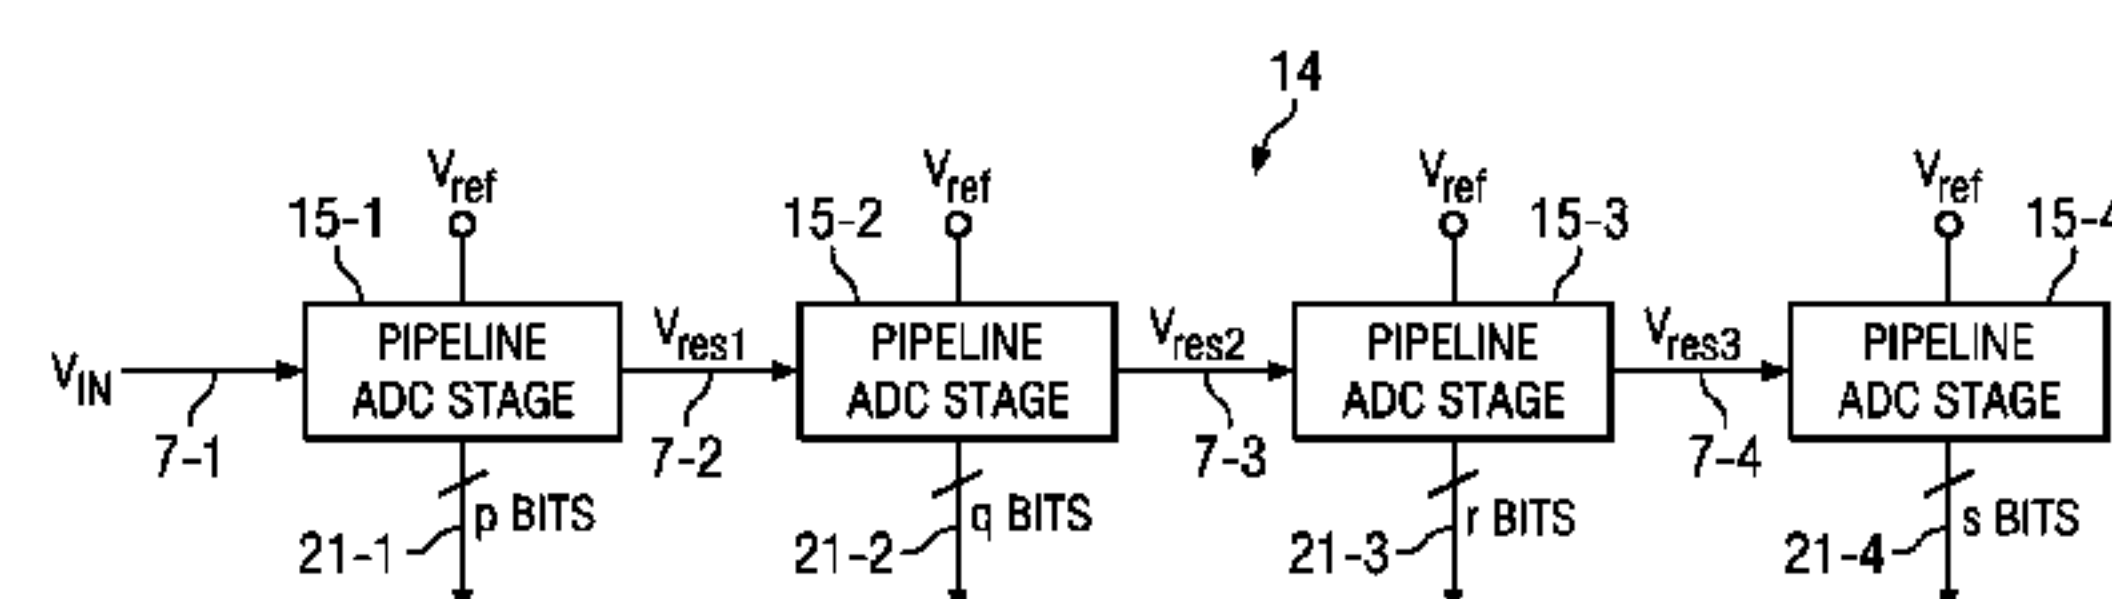 14
Vref Vref Vref Vref
15-1 15-2 15-3 15-4
VIN PIPELINE ADC STAGE Vres1 PIPELINE ADC STAGE Vres2 PIPELINE ADC STAGE Vres3 PIPELINE ADC STAGE
7-1 7-2 7-3 7-4
p BITS q BITS r BITS s BITS
21-1 21-2 21-3 21-4